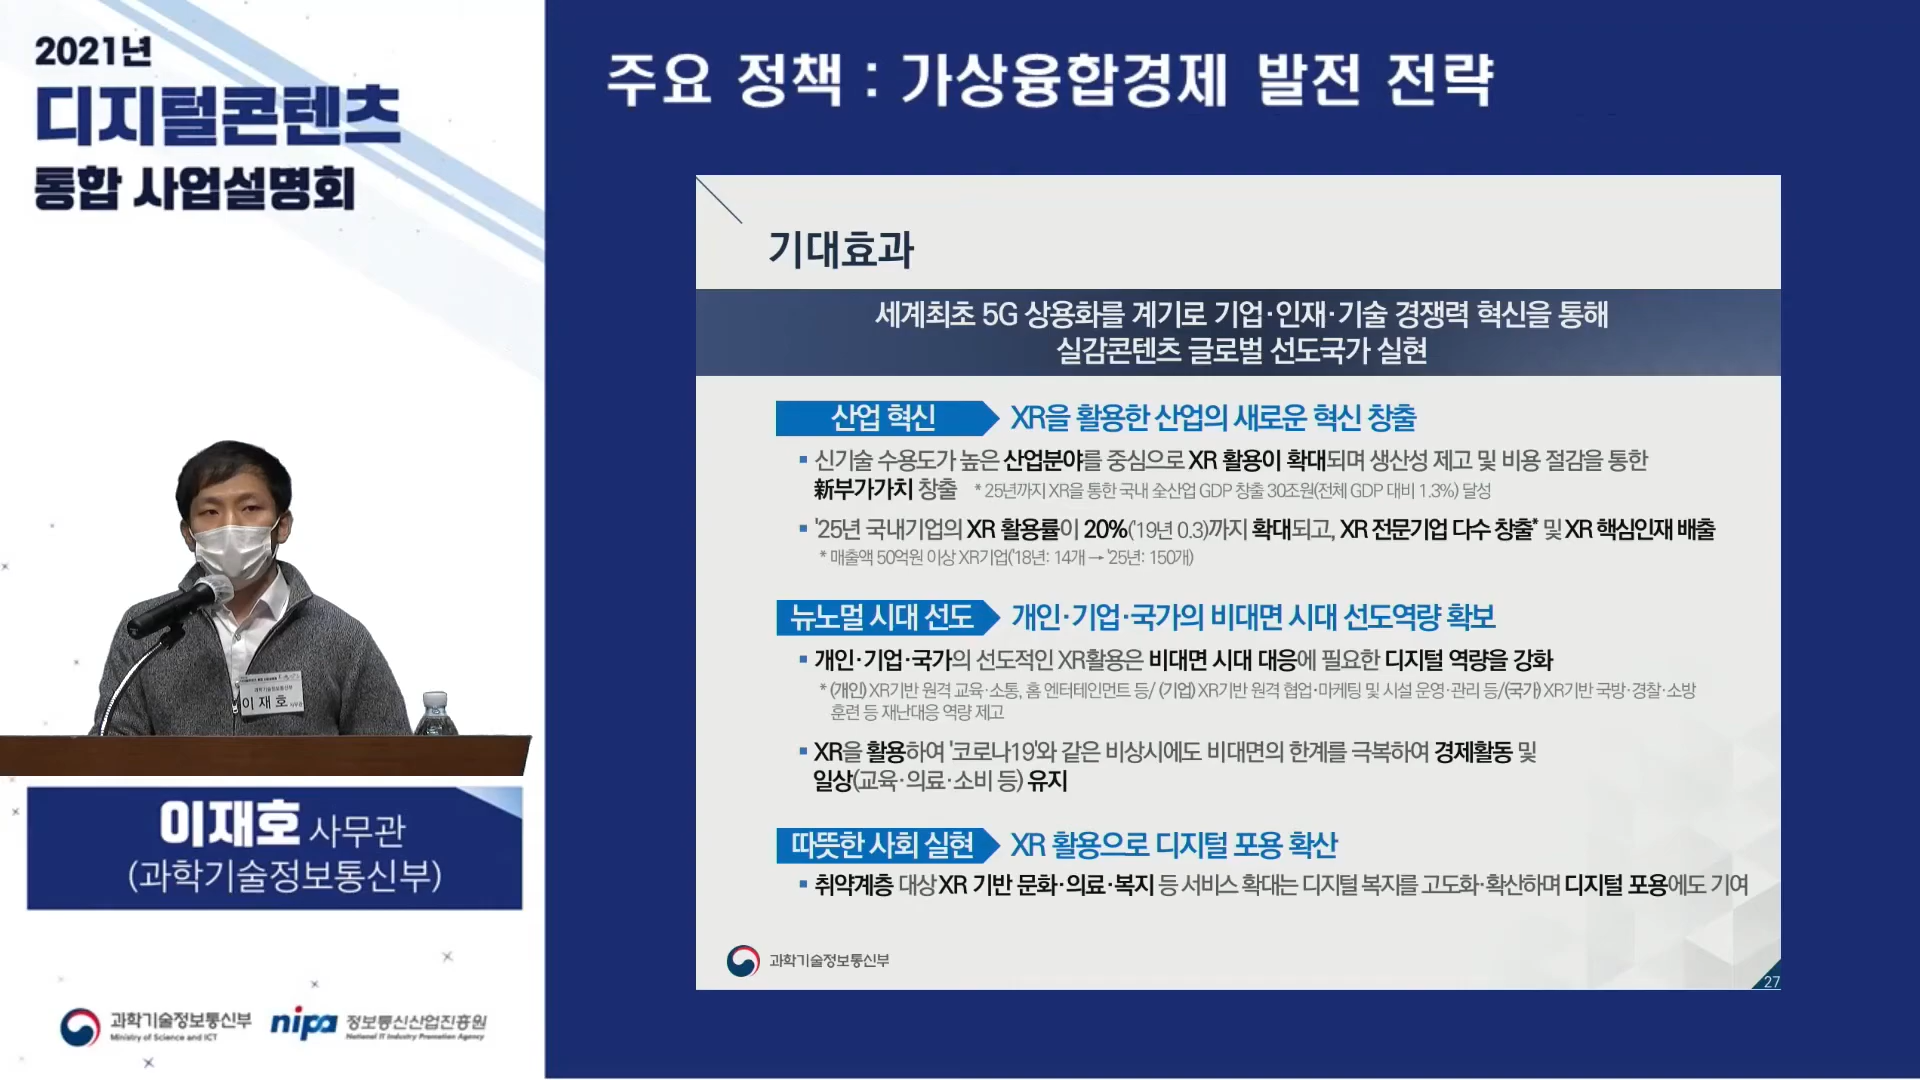 2021년
디지털콘텐츠
통합 사업설명회
주요 정책 : 가상융합경제 발전 전략
기대효과
세계최초 5G 상용화를 계기로 기업·인재·기술 경쟁력 혁신을 통해
실감콘텐츠 글로벌 선도국가 실현
산업 혁신 XR을 활용한 산업의 새로운 혁신 창출
▪ 신기술 수용도가 높은 산업분야를 중심으로 XR 활용이 확대되며 생산성 제고 및 비용 절감을 통한
新부가가치 창출 * 25년까지 XR을 통한 국내 全산업 GDP 창출 30조원(전체 GDP 대비 1.3%) 달성
▪ '25년 국내기업의 XR 활용률이 20%('19년 0.3)까지 확대되고, XR 전문기업 다수 창출* 및 XR 핵심인재 배출
* 매출액 50억원 이상 XR기업('18년: 14개 → '25년: 150개)
뉴노멀 시대 선도 개인·기업·국가의 비대면 시대 선도역량 확보
▪ 개인·기업·국가의 선도적인 XR활용은 비대면 시대 대응에 필요한 디지털 역량을 강화
* (개인) XR기반 원격 교육·소통, 홈 엔터테인먼트 등/ (기업) XR기반 원격 협업·마케팅 및 시설 운영·관리 등/(국가) XR기반 국방·경찰·소방
훈련 등 재난대응 역량 제고
▪ XR을 활용하여 '코로나19'와 같은 비상시에도 비대면의 한계를 극복하여 경제활동 및
일상(교육·의료·소비 등) 유지
따뜻한 사회 실현 XR 활용으로 디지털 포용 확산
▪ 취약계층 대상 XR 기반 문화·의료·복지 등 서비스 확대는 디지털 복지를 고도화·확산하며 디지털 포용에도 기여
과학기술정보통신부
27
과학기술정보통신부
이재호 사무관
이재호 사무관
(과학기술정보통신부)
과학기술정보통신부
Ministry of Science and ICT
nipa 정보통신산업진흥원
National IT Industry Promotion Agency